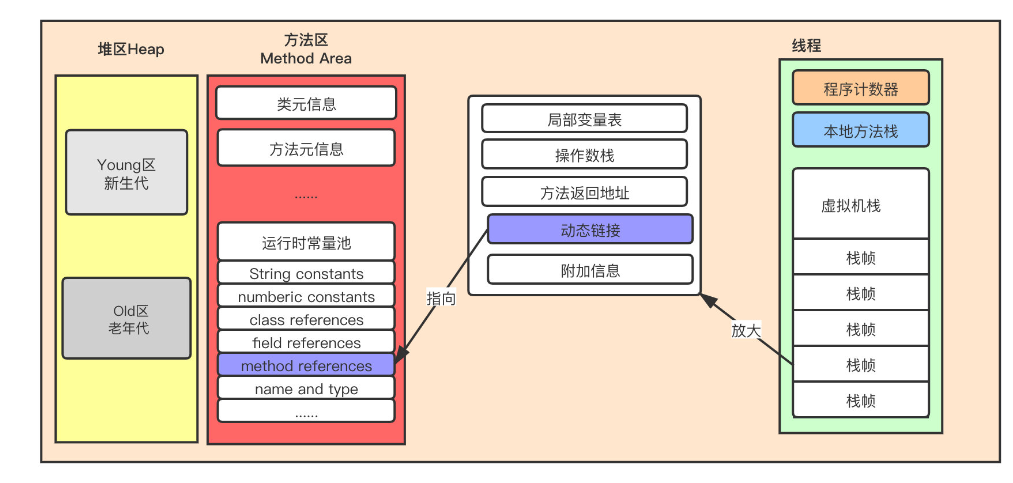 堆区Heap
Young区
新生代
Old区
老年代
方法区
Method Area
类元信息
方法元信息
......
运行时常量池
String constants
numberic constants
class references
field references
method references
name and type
......
指向
局部变量表
操作数栈
方法返回地址
动态链接
附加信息
放大
线程
程序计数器
本地方法栈
虚拟机栈
栈帧
栈帧
栈帧
栈帧
栈帧